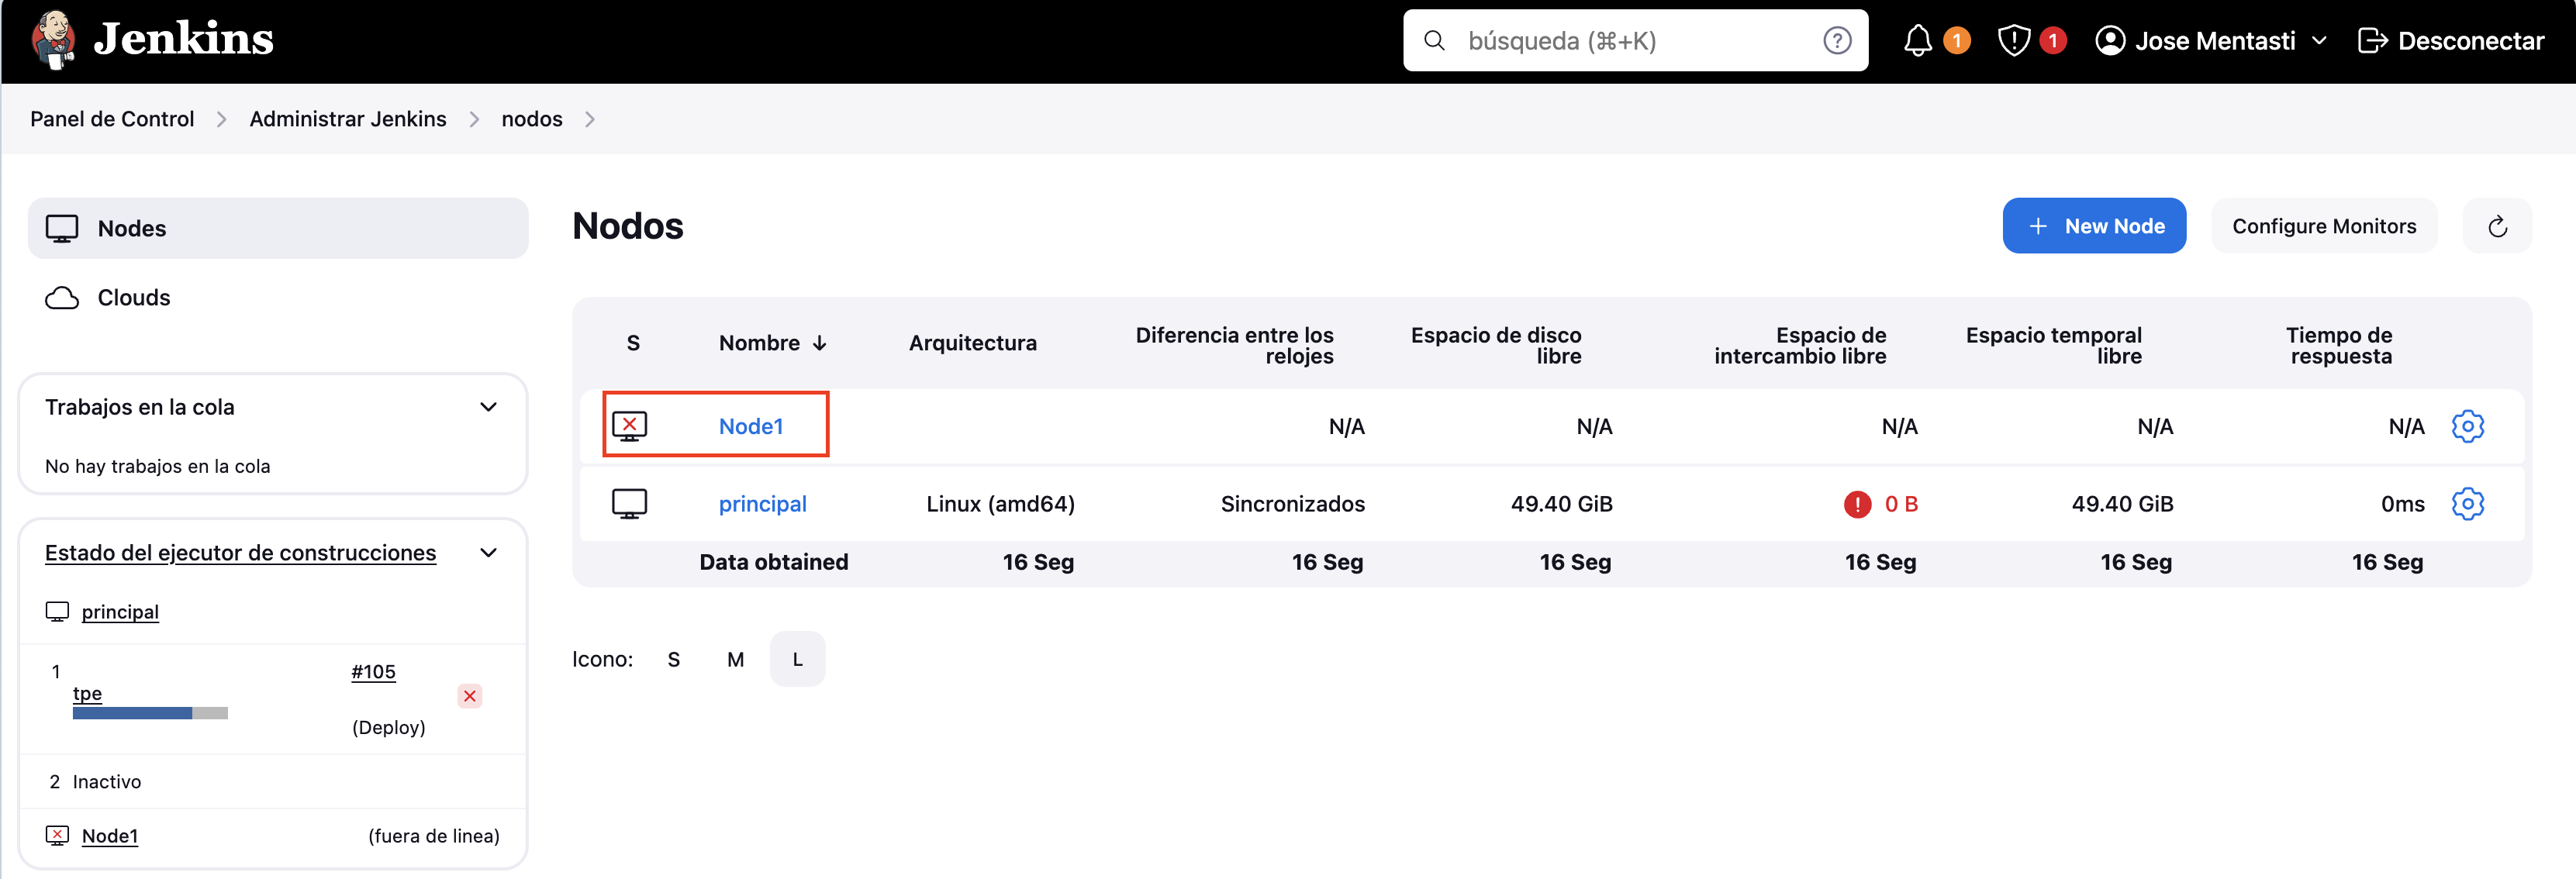 Jenkins
búsqueda (⌘+K)
?
1
1
Jose Mentasti
Desconectar
Panel de Control
Administrar Jenkins
nodos
Nodes
Clouds
Trabajos en la cola
No hay trabajos en la cola
Estado del ejecutor de construcciones
principal
1
tpe
#105
(Deploy)
2 Inactivo
Node1 (fuera de linea)
Nodos
+ New Node
Configure Monitors
S Nombre ↓ Arquitectura Diferencia entre los relojes Espacio de disco libre Espacio de intercambio libre Espacio temporal libre Tiempo de respuesta
Node1 N/A N/A N/A N/A N/A
principal Linux (amd64) Sincronizados 49.40 GiB 0 B 49.40 GiB 0ms
Data obtained 16 Seg 16 Seg 16 Seg 16 Seg 16 Seg 16 Seg
Icono: S M L